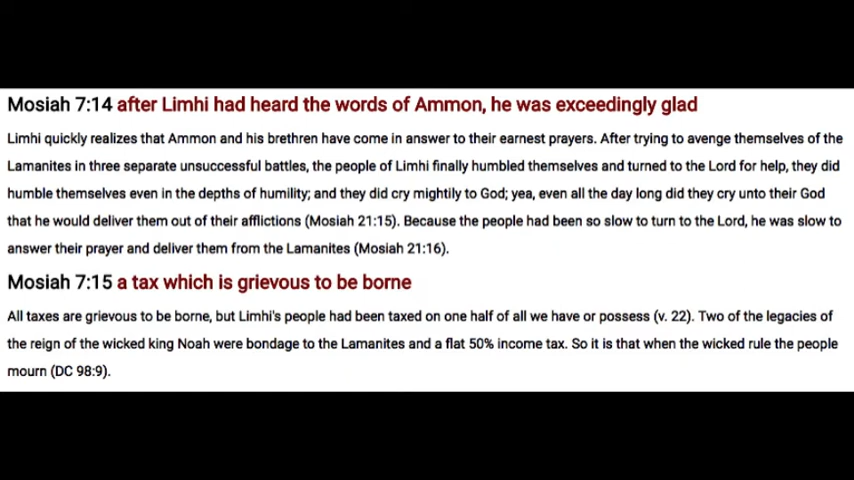 Mosiah 7:14 after Limhi had heard the words of Ammon, he was exceedingly glad
Limhi quickly realizes that Ammon and his brethren have come in answer to their earnest prayers. After trying to avenge themselves of the
Lamanites in three separate unsuccessful battles, the people of Limhi finally humbled themselves and turned to the Lord for help, they did
humble themselves even in the depths of humility; and they did cry mightily to God; yea, even all the day long did they cry unto their God
that he would deliver them out of their afflictions (Mosiah 21:15). Because the people had been so slow to turn to the Lord, he was slow to
answer their prayer and deliver them from the Lamanites (Mosiah 21:16).
Mosiah 7:15 a tax which is grievous to be borne
All taxes are grievous to be borne, but Limhi's people had been taxed on one half of all we have or possess (v. 22). Two of the legacies of
the reign of the wicked king Noah were bondage to the Lamanites and a flat 50% income tax. So it is that when the wicked rule the people
mourn (DC 98:9).